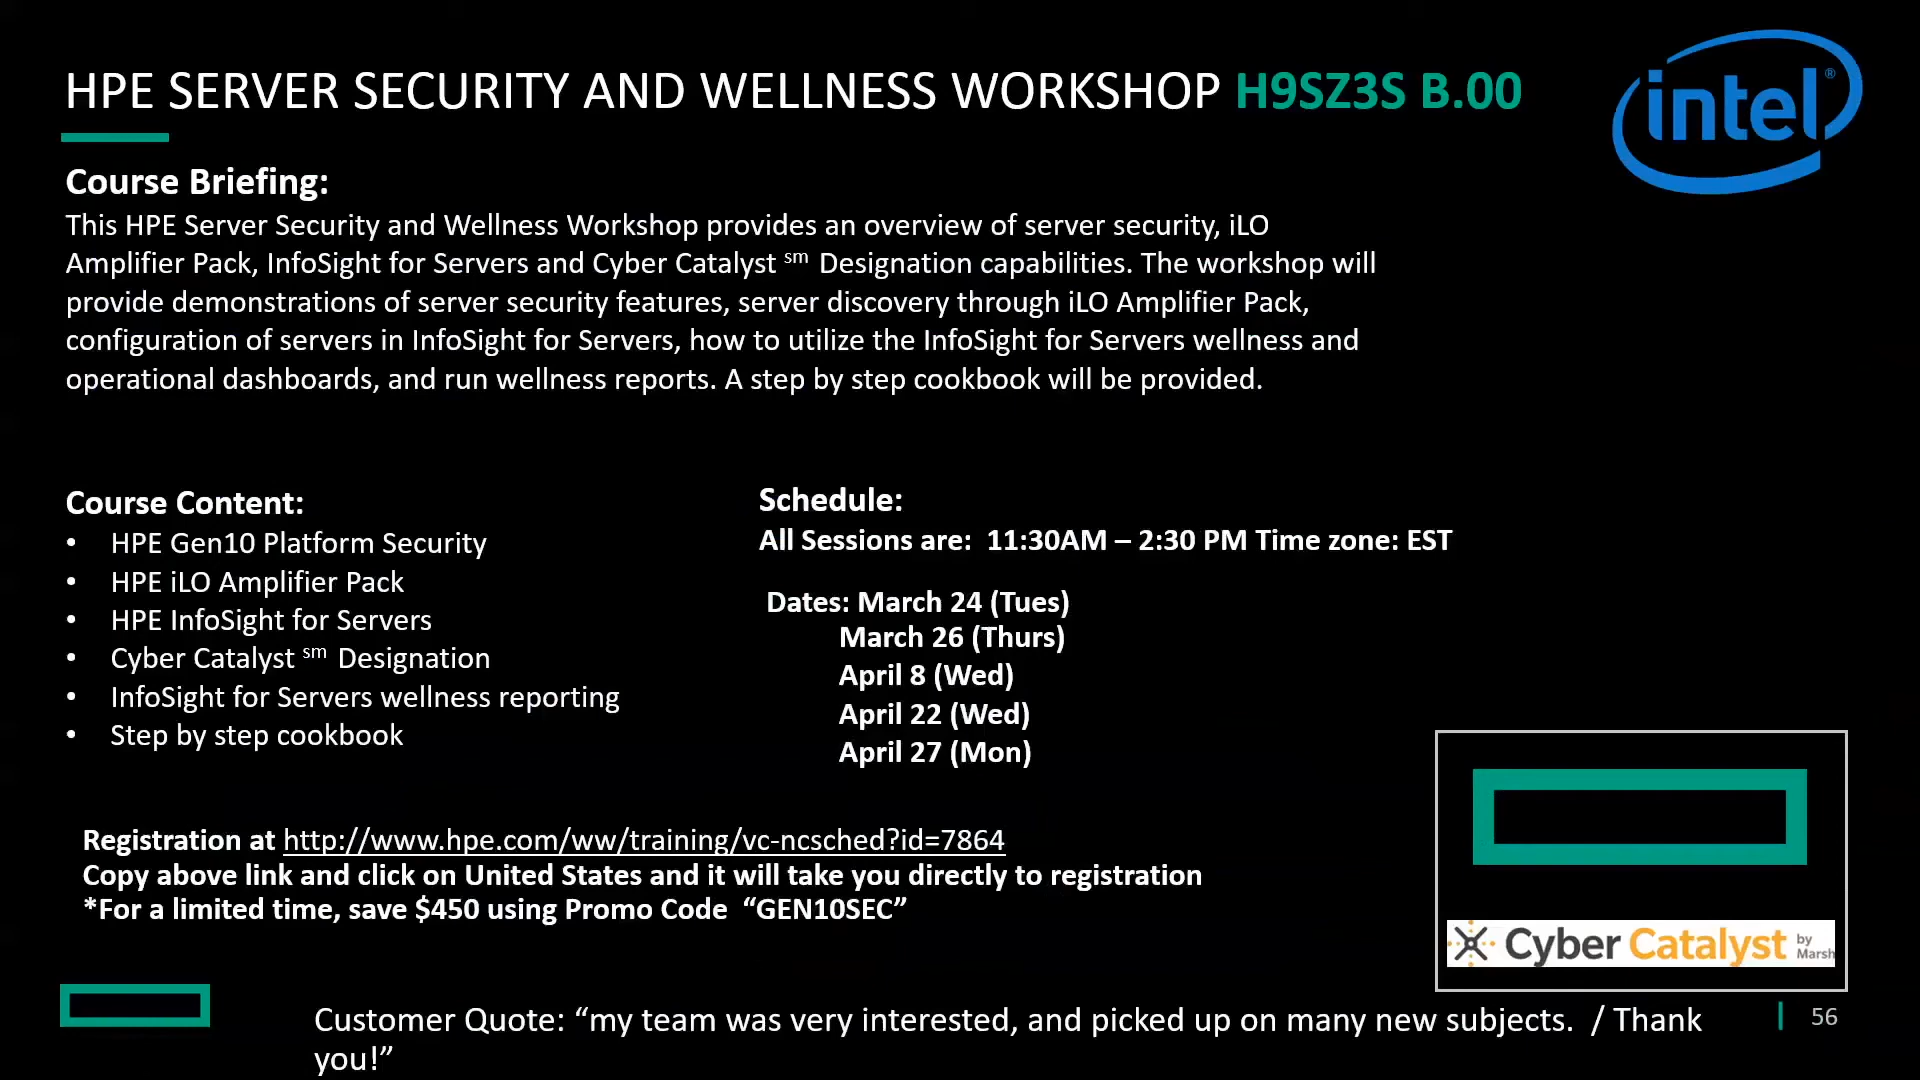 HPE SERVER SECURITY AND WELLNESS WORKSHOP H9SZ3S B.00
intel®
Course Briefing:
This HPE Server Security and Wellness Workshop provides an overview of server security, iLO
Amplifier Pack, InfoSight for Servers and Cyber Catalyst sm Designation capabilities. The workshop will
provide demonstrations of server security features, server discovery through iLO Amplifier Pack,
configuration of servers in InfoSight for Servers, how to utilize the InfoSight for Servers wellness and
operational dashboards, and run wellness reports. A step by step cookbook will be provided.
Course Content:
• HPE Gen10 Platform Security
• HPE iLO Amplifier Pack
• HPE InfoSight for Servers
• Cyber Catalyst sm Designation
• InfoSight for Servers wellness reporting
• Step by step cookbook
Schedule:
All Sessions are: 11:30AM – 2:30 PM Time zone: EST
Dates: March 24 (Tues)
March 26 (Thurs)
April 8 (Wed)
April 22 (Wed)
April 27 (Mon)
Registration at http://www.hpe.com/ww/training/vc-ncsched?id=7864
Copy above link and click on United States and it will take you directly to registration
*For a limited time, save $450 using Promo Code “GEN10SEC”
Cyber Catalyst by
Marsh
Customer Quote: “my team was very interested, and picked up on many new subjects. / Thank
you!”
56